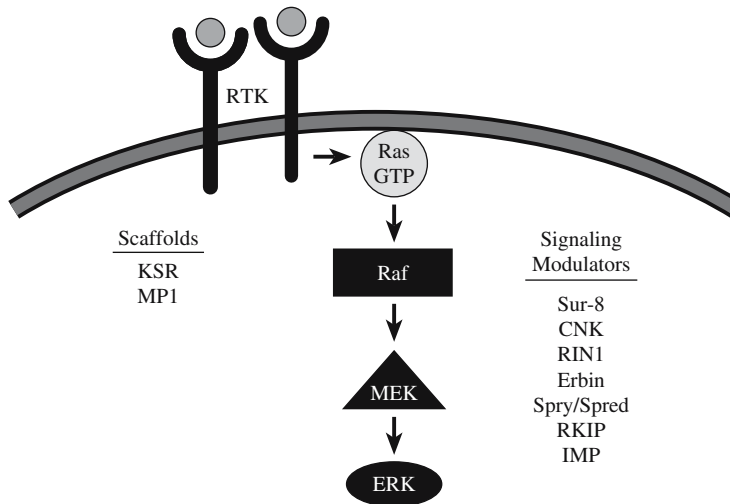 RTK
Ras
GTP
Scaffolds
KSR
MP1
Raf
MEK
ERK
Signaling
Modulators
Sur-8
CNK
RIN1
Erbin
Spry/Spred
RKIP
IMP